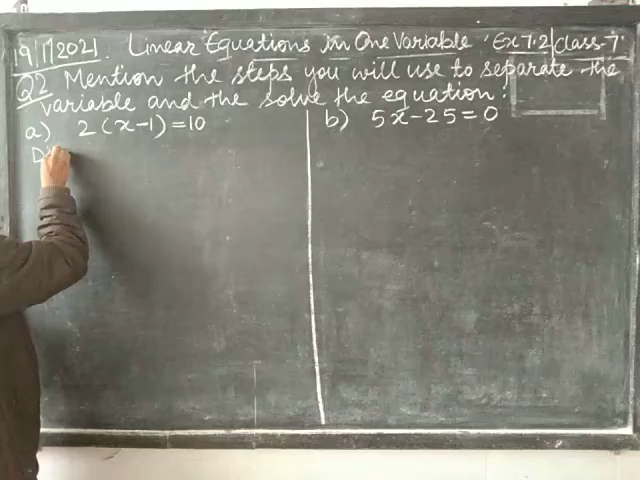 19/1/2021 Linear Equations in One Variable Ex 7.2 Class-7
Q2 Mention the steps you will use to separate the
variable and the solve the equation?
a) 2(x-1)=10
b) 5x-25=0